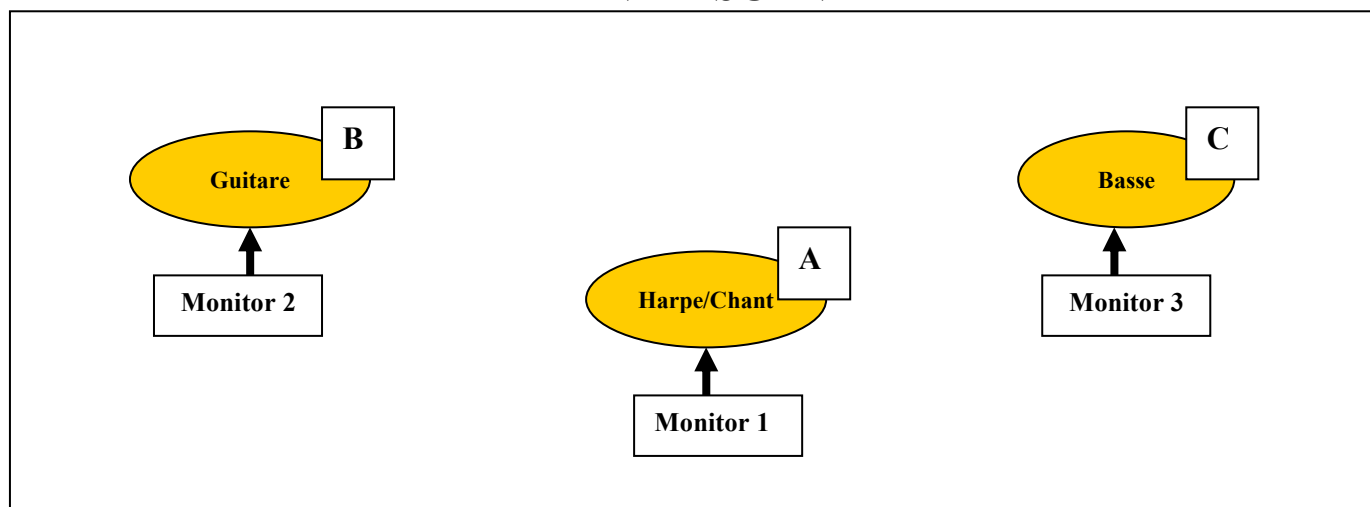 B
Guitare
Monitor 2
C
Basse
Monitor 3
A
Harpe/Chant
Monitor 1